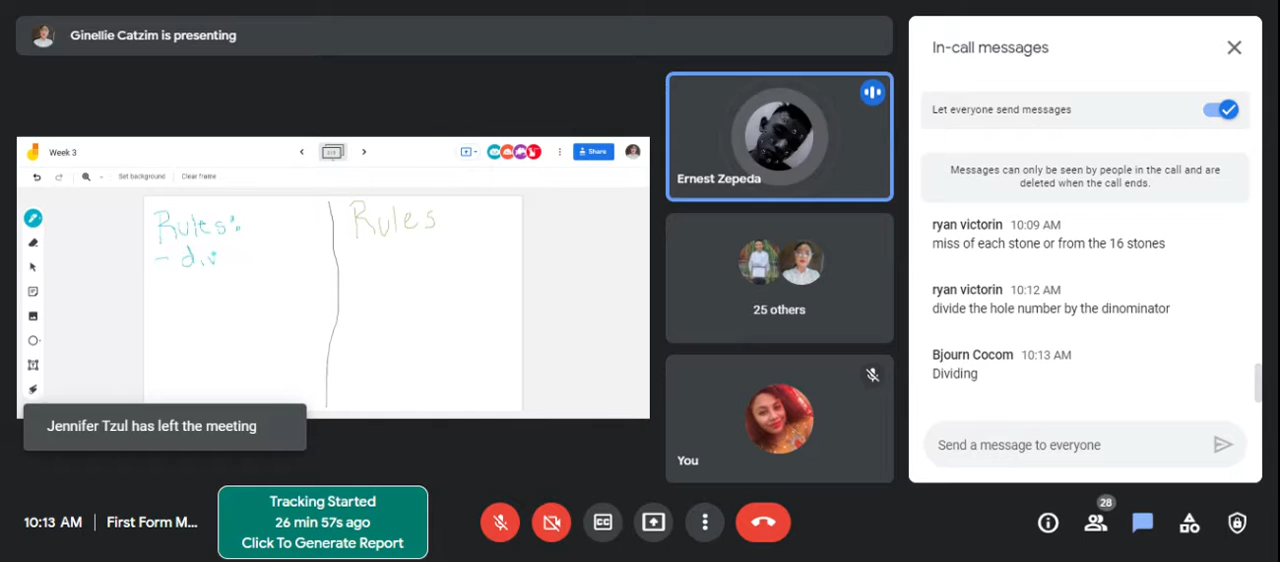 Ginellie Catzim is presenting
Week 3
Share
Set background
Clear frame
Rules:
- div
Rules
Jennifer Tzul has left the meeting
Ernest Zepeda
25 others
You
In-call messages
Let everyone send messages
Messages can only be seen by people in the call and are
deleted when the call ends.
ryan victorin 10:09 AM
miss of each stone or from the 16 stones
ryan victorin 10:12 AM
divide the hole number by the dinominator
Bjourn Cocom 10:13 AM
Dividing
Send a message to everyone
10:13 AM | First Form M...
Tracking Started
26 min 57s ago
Click To Generate Report
CC
28